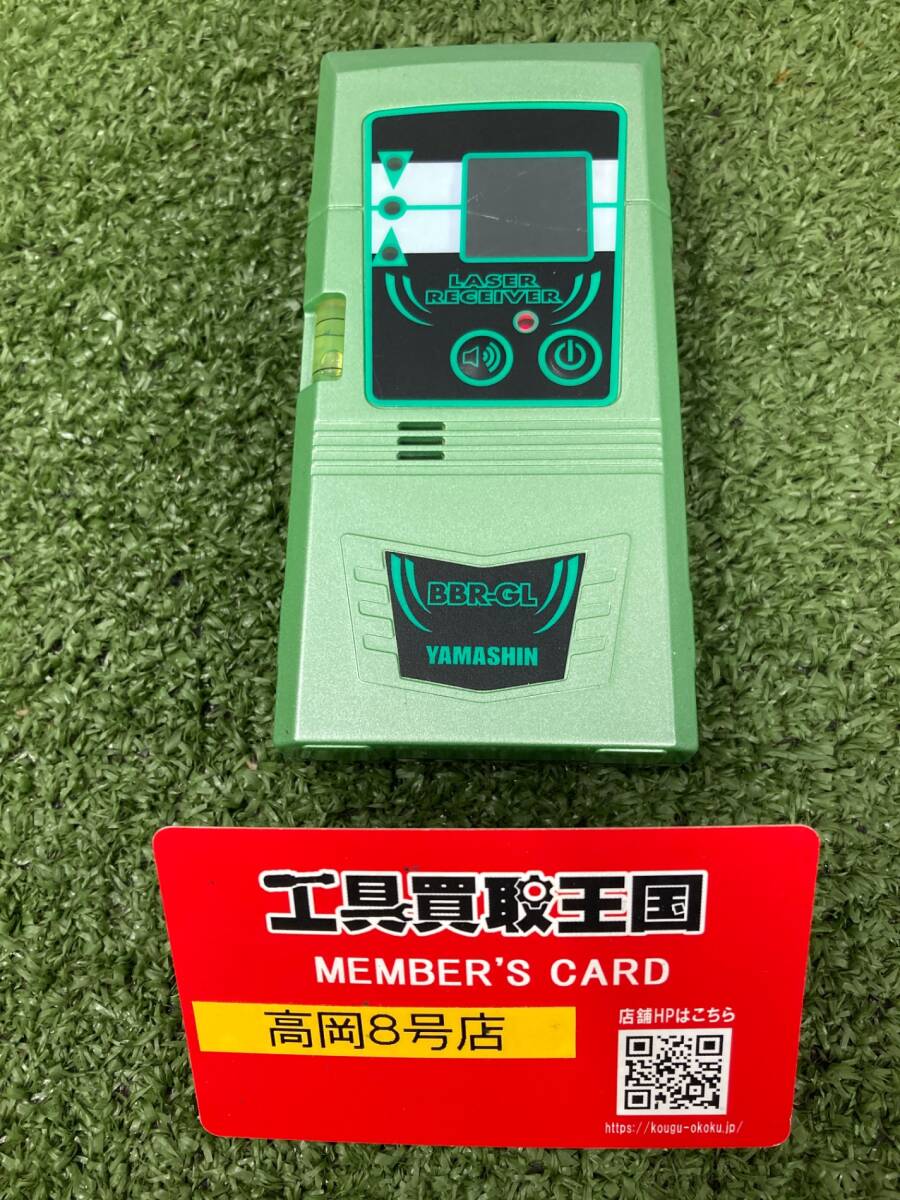 LASER
RECEIVER
BBR-GL
YAMASHIN
工具買取王国
MEMBER'S CARD
高岡8号店
店舗HPはこちら
https://kougu-okoku.jp/